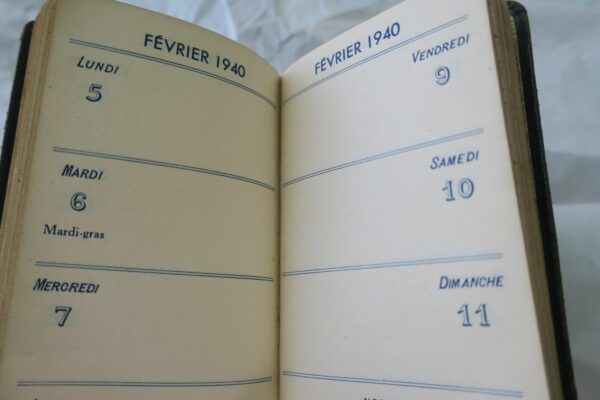 FÉVRIER 1940
LUNDI
5
MARDI
6
Mardi-gras
MERCREDI
7
FÉVRIER 1940
VENDREDI
9
SAMEDI
10
DIMANCHE
11